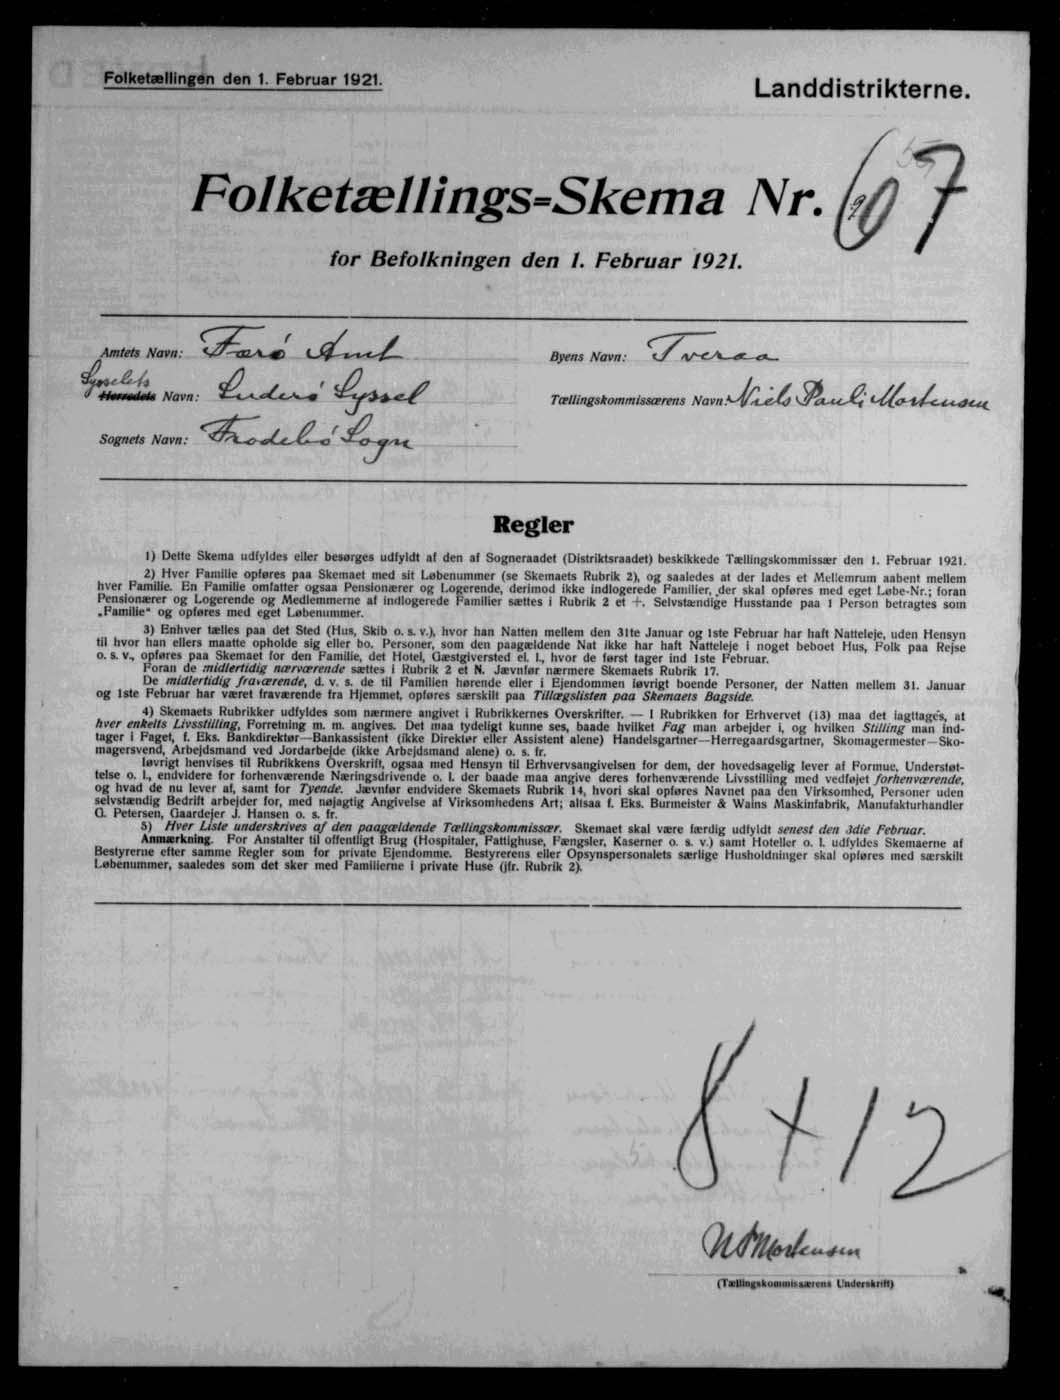 Folketællingen den 1. Februar 1921.
Landdistrikterne.
Folketællings=Skema Nr. 67
for Befolkningen den 1. Februar 1921.
Amtets Navn: Færø Amt
Byens Navn: Tveraa
Sysselets
Herredets Navn: Suderø Syssel
Tællingskommissærens Navn: Niels Pauli Mortensen
Sognets Navn: Frodebø Sogn
Regler
1) Dette Skema udfyldes eller besørges udfyldt af den af Sogneraadet (Distriktsraadet) beskikkede Tællingskommissær den 1. Februar 1921.
2) Hver Familie opføres paa Skemaet med sit Løbenummer (se Skemaets Rubrik 2), og saaledes at der lades et Mellemrum aabent mellem
hver Familie. En Familie omfatter ogsaa Pensionærer og Logerende, derimod ikke indlogerede Familier, der skal opføres med eget Løbe-Nr.; foran
Pensionærer og Logerende og Medlemmerne af indlogerede Familier sættes i Rubrik 2 et +. Selvstændige Husstande paa 1 Person betragtes som
„Familie“ og opføres med eget Løbenummer.
3) Enhver tælles paa det Sted (Hus, Skib o. s. v.), hvor han Natten mellem den 31te Januar og 1ste Februar har haft Natteleje, uden Hensyn
til hvor han ellers maatte opholde sig eller bo. Personer, som den paagældende Nat ikke har haft Natteleje i noget beboet Hus, Folk paa Rejse
o. s. v., opføres paa Skemaet for den Familie, det Hotel, Gæstgiversted el. l., hvor de først tager ind 1ste Februar.
Foran de midlertidig nærværende sættes i Rubrik 2 et N. Jævnfør nærmere Skemaets Rubrik 17.
De midlertidig fraværende, d. v. s. de til Familien hørende eller i Ejendommen iøvrigt boende Personer, der Natten mellem 31. Januar
og 1ste Februar har været fraværende fra Hjemmet, opføres særskilt paa Tillægslisten paa Skemaets Bagside.
4) Skemaets Rubrikker udfyldes som nærmere angivet i Rubrikkernes Overskrifter. — I Rubrikken for Erhvervet (13) maa det iagttages, at
hver enkelts Livsstilling, Forretning m. m. angives. Det maa tydeligt kunne ses, baade hvilket Fag man arbejder i, og hvilken Stilling man ind-
tager i Faget, f. Eks. Bankdirektør—Bankassistent (ikke Direktør eller Assistent alene) Handelsgartner—Herregaardsgartner, Skomagermester—Sko-
magersvend, Arbejdsmand ved Jordarbejde (ikke Arbejdsmand alene) o. s. fr.
Iøvrigt henvises til Rubrikkens Overskrift, ogsaa med Hensyn til Erhvervsangivelsen for dem, der hovedsagelig lever af Formue, Understøt-
telse o. l., endvidere for forhenværende Næringsdrivende o. l. der baade maa angive deres forhenværende Livsstilling med vedføjet forhenværende,
og hvad de nu lever af, samt for Tyende. Jævnfør endvidere Skemaets Rubrik 14, hvori skal opføres Navnet paa den Virksomhed, Personer uden
selvstændig Bedrift arbejder for, med nøjagtig Angivelse af Virksomhedens Art; altsaa f. Eks. Burmeister & Wains Maskinfabrik, Manufakturhandler
G. Petersen, Gaardejer J. Hansen o. s. fr.
5) Hver Liste underskrives af den paagældende Tællingskommissær. Skemaet skal være færdig udfyldt senest den 3die Februar.
Anmærkning. For Anstalter til offentligt Brug (Hospitaler, Fattighuse, Fængsler, Kaserner o. s. v.) samt Hoteller o. l. udfyldes Skemaerne af
Bestyrerne efter samme Regler som for private Ejendomme. Bestyrerens eller Opsynspersonalets særlige Husholdninger skal opføres med særskilt
Løbenummer, saaledes som det sker med Familierne i private Huse (jfr. Rubrik 2).
8 + 12
N P Mortensen
(Tællingskommissærens Underskrift)